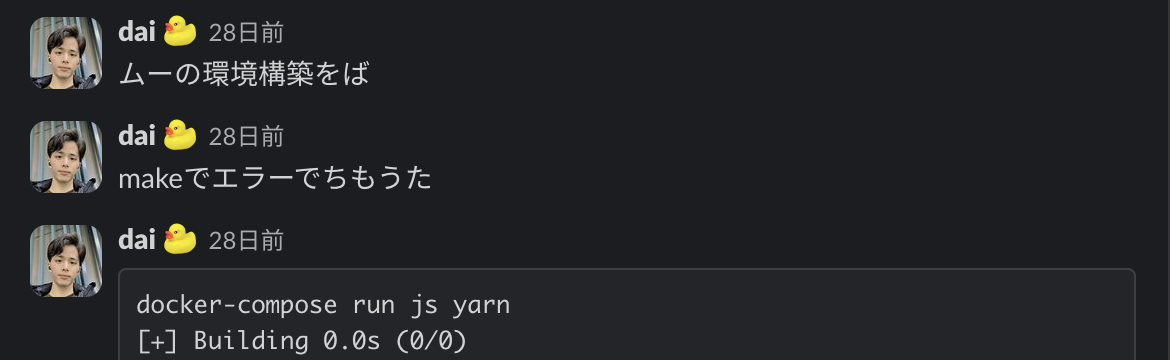 dai 28日前
ムーの環境構築をば
dai 28日前
makeでエラーでちもうた
dai 28日前
docker-compose run js yarn
[+] Building 0.0s (0/0)